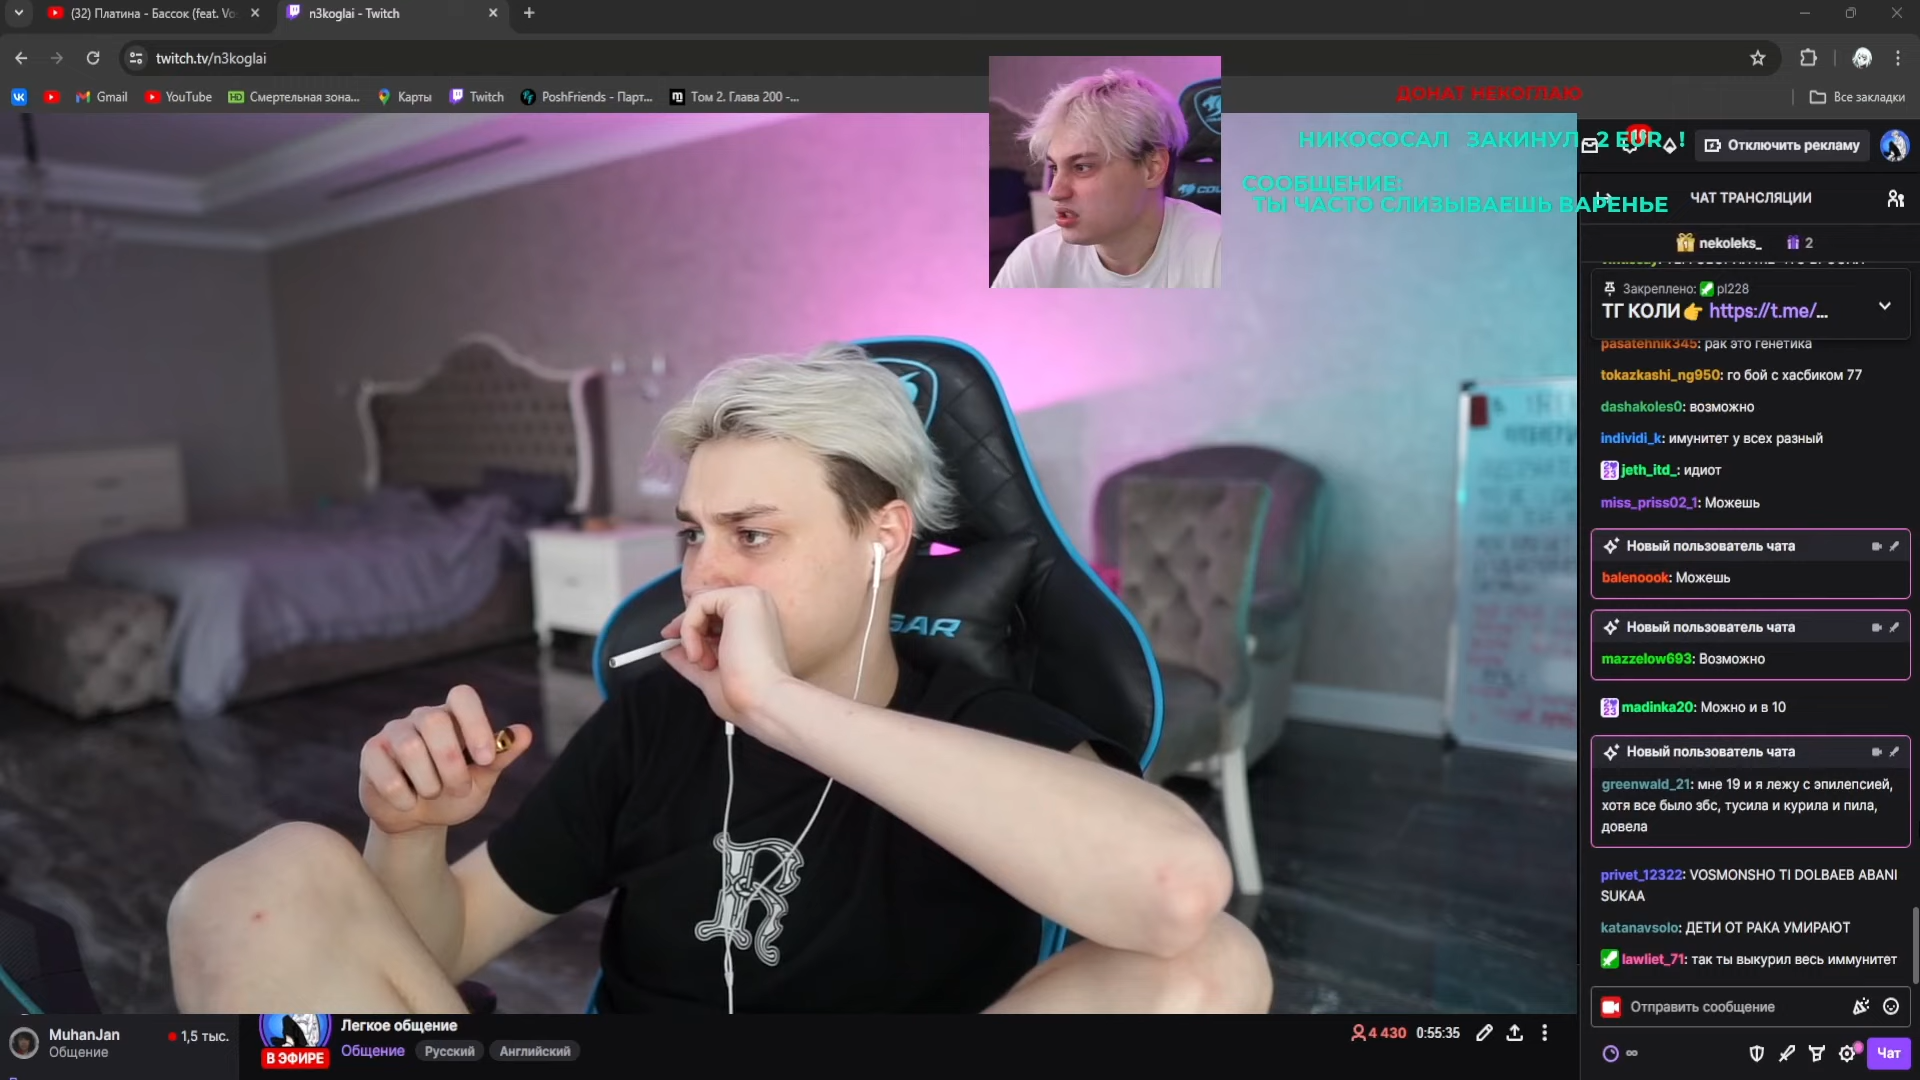 (32) Платина - Бассок (feat. Vo
n3koglai - Twitch
twitch.tv/n3koglai
Gmail
YouTube
Смертельная зона...
Карты
Twitch
PoshFriends - Парт...
Том 2. Глава 200 -...
Все закладки
ДОНАТ НЕКОГЛАЮ
НИКОСОСАЛ ЗАКИНУЛ 2 EUR !
СООБЩЕНИЕ:
ТЫ ЧАСТО СЛИЗЫВАЕШЬ ВАРЕНЬЕ
Отключить рекламу
ЧАТ ТРАНСЛЯЦИИ
nekoleks_ 2
Закреплено: pl228
ТГ КОЛИ👉 https://t.me/...
pasatehnik345: рак это генетика
tokazkashi_ng950: го бой с хасбиком 77
dashakoles0: возможно
individi_k: имунитет у всех разный
jeth_itd_: идиот
miss_priss02_1: Можешь
Новый пользователь чата
balenoook: Можешь
Новый пользователь чата
mazzelow693: Возможно
madinka20: Можно и в 10
Новый пользователь чата
greenwald_21: мне 19 и я лежу с эпилепсией,
хотя все было збс, тусила и курила и пила,
довела
privet_12322: VOSMONSHO TI DOLBAEB ABANI
SUKAA
katanavsolo: ДЕТИ ОТ РАКА УМИРАЮТ
lawliet_71: так ты выкурил весь иммунитет
Отправить сообщение
Чат
MuhanJan
Общение
1,5 тыс.
В ЭФИРЕ
Легкое общение
Общение
Русский
Английский
4 430
0:55:35